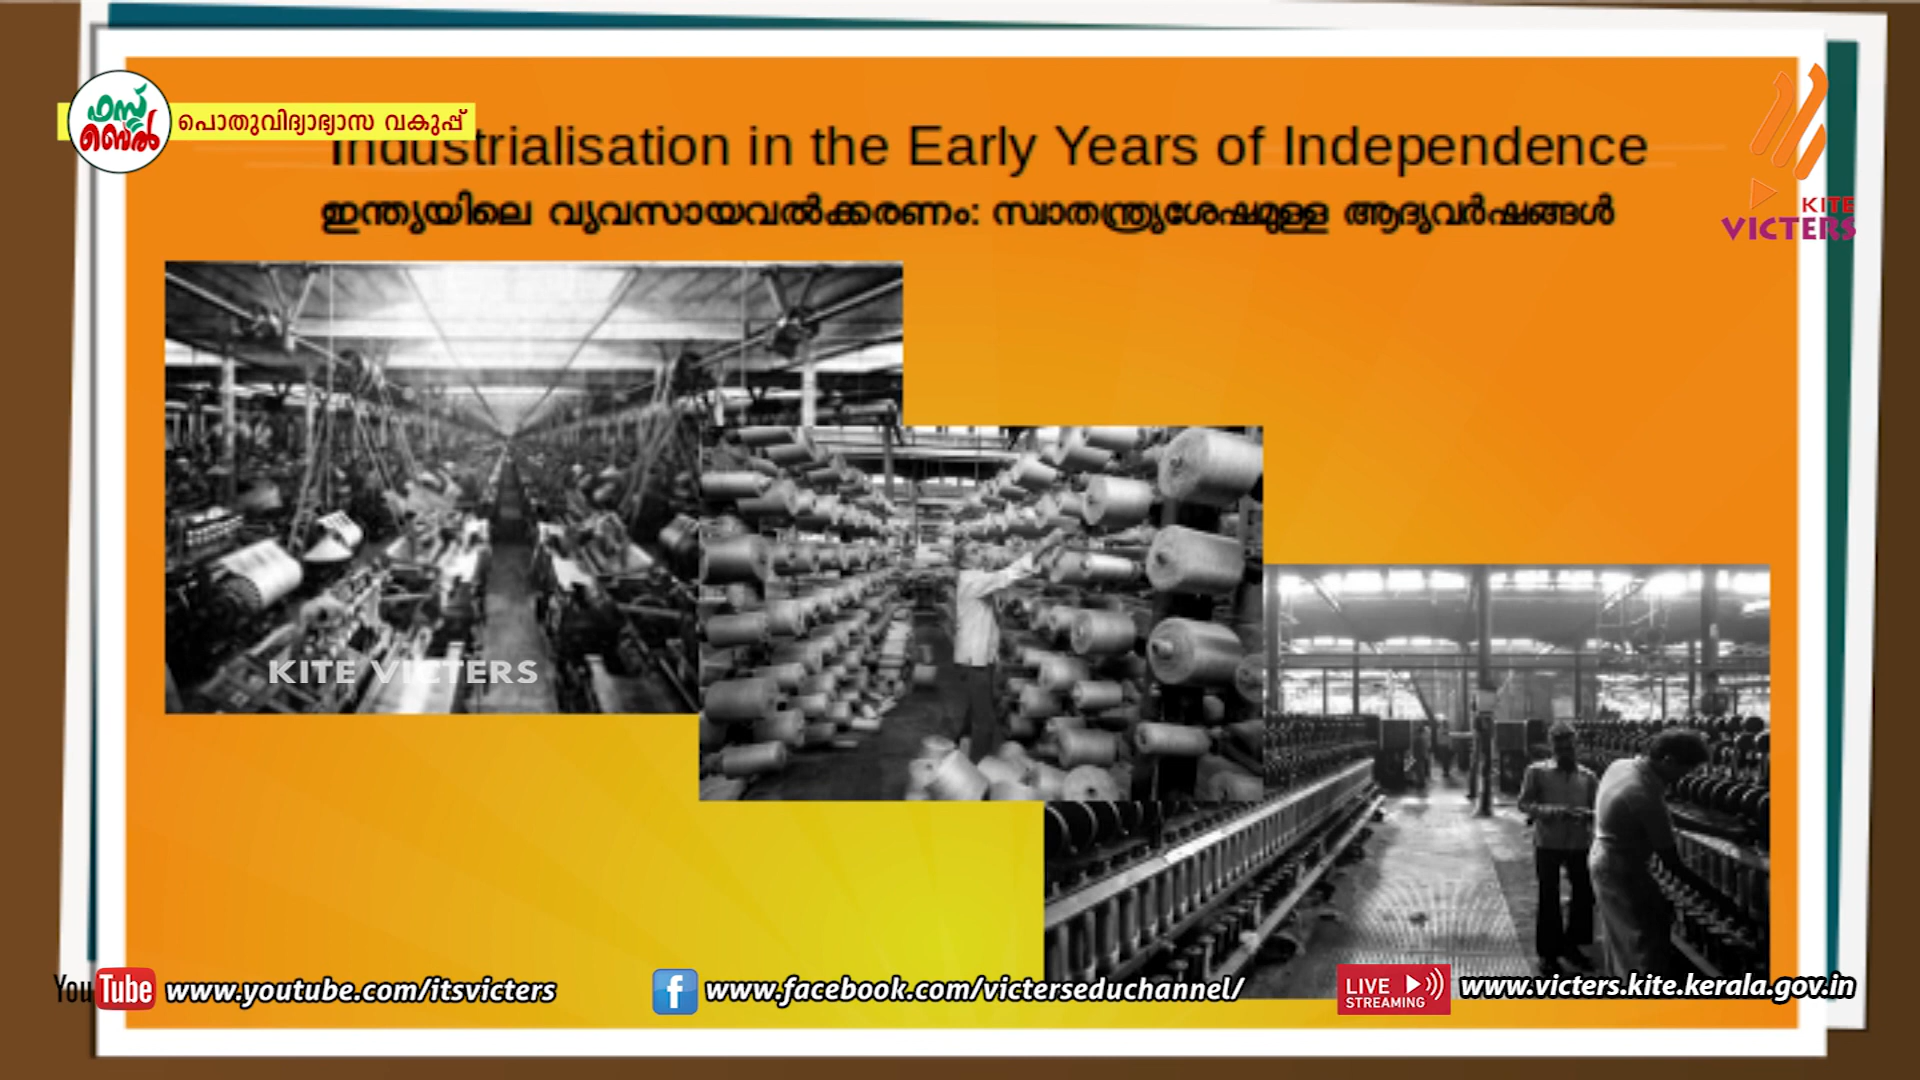 ഫസ്റ്റ്
ബെൽ
പൊതുവിദ്യാഭ്യാസ വകുപ്പ്
Industrialisation in the Early Years of Independence
ഇന്ത്യയിലെ വ്യവസായവൽക്കരണം: സ്വാതന്ത്ര്യശേഷമുള്ള ആദ്യവർഷങ്ങൾ
KITE
VICTERS
KITE VICTERS
YouTube www.youtube.com/itsvicters
f www.facebook.com/victerseduchannel/
LIVE STREAMING www.victers.kite.kerala.gov.in